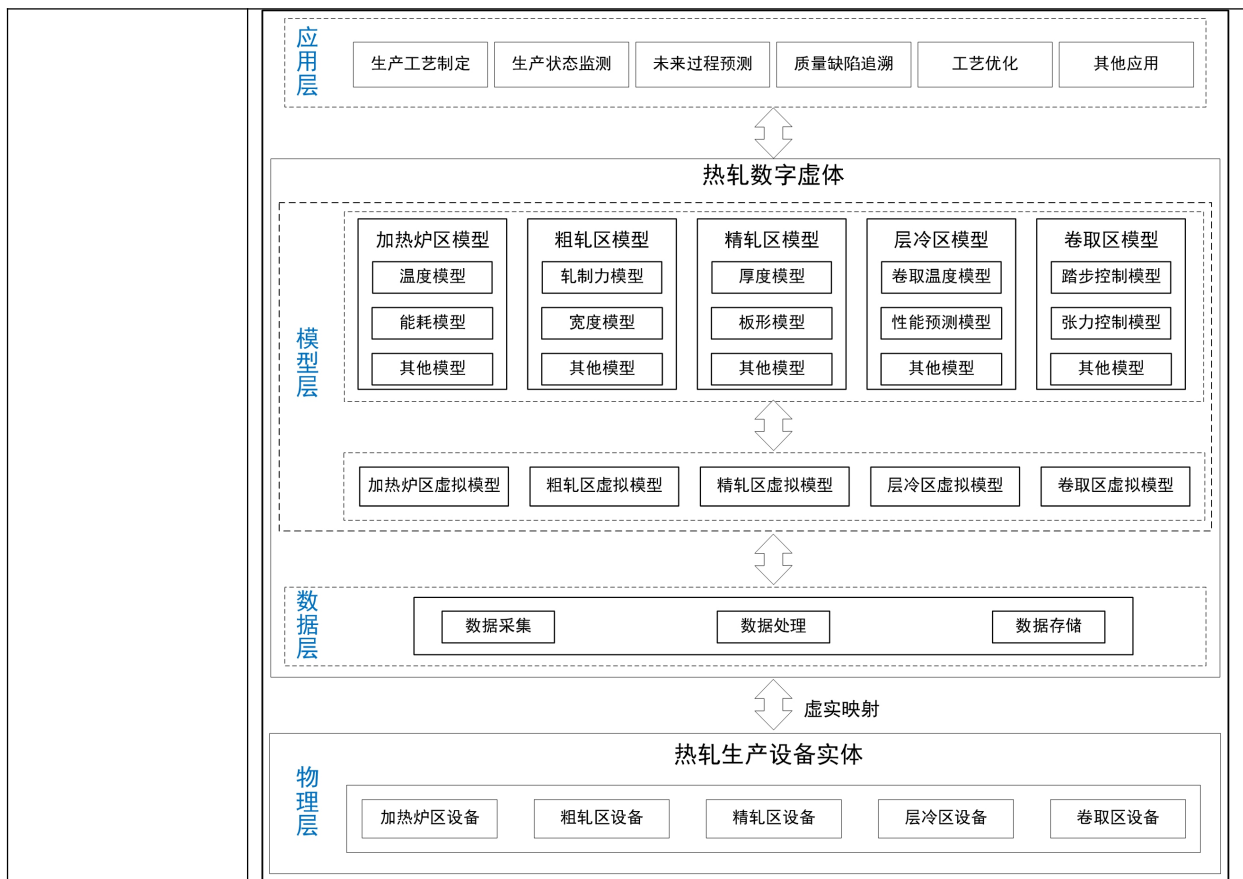 应用层
生产工艺制定 生产状态监测 未来过程预测 质量缺陷追溯 工艺优化 其他应用
热轧数字虚体
模型层
加热炉区模型 粗轧区模型 精轧区模型 层冷区模型 卷取区模型
温度模型 轧制力模型 厚度模型 卷取温度模型 踏步控制模型
能耗模型 宽度模型 板形模型 性能预测模型 张力控制模型
其他模型 其他模型 其他模型 其他模型 其他模型
加热炉区虚拟模型 粗轧区虚拟模型 精轧区虚拟模型 层冷区虚拟模型 卷取区虚拟模型
数据层
数据采集 数据处理 数据存储
虚实映射
热轧生产设备实体
物理层
加热炉区设备 粗轧区设备 精轧区设备 层冷区设备 卷取区设备